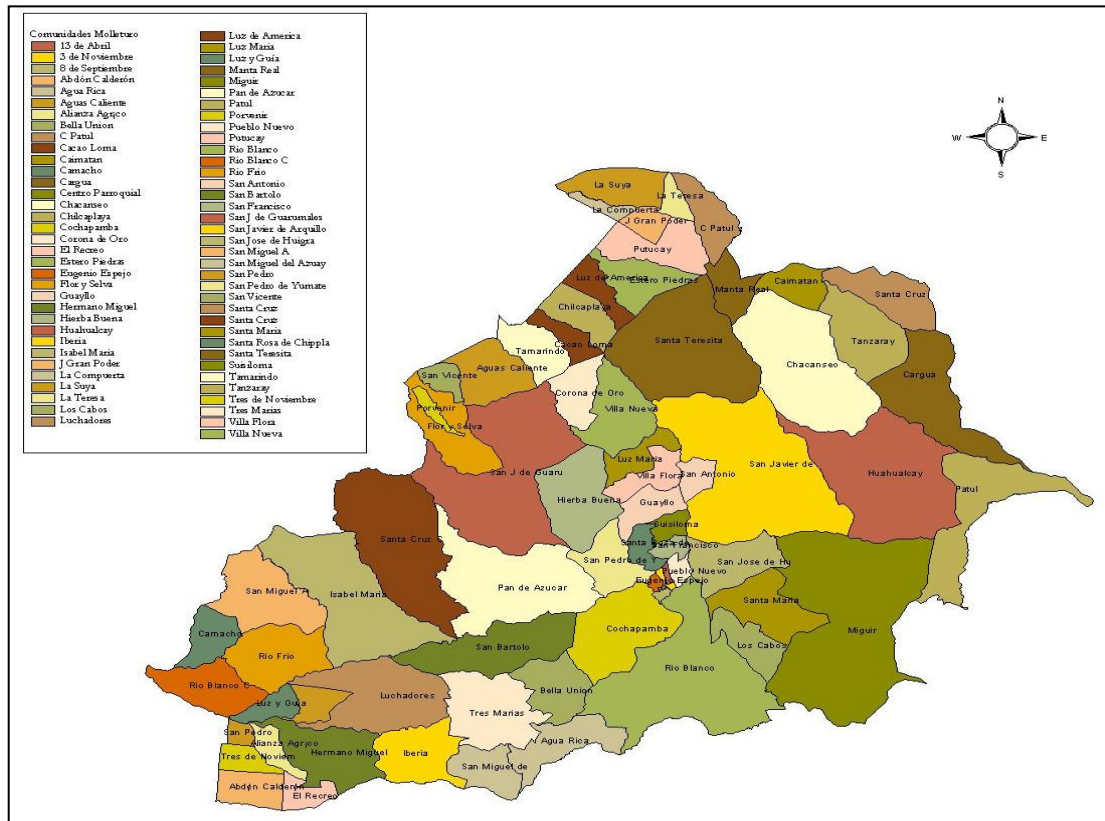 Comunidades Molleturo
13 de Abril
3 de Noviembre
8 de Septiembre
Abdón Calderón
Agua Rica
Aguas Caliente
Alianza Agrjco
Bella Union
C Patul
Cacao Loma
Caimatan
Camacho
Cargua
Centro Parroquial
Chacanseo
Chilcaplaya
Cochapamba
Corona de Oro
El Recreo
Estero Piedras
Eugenio Espejo
Flor y Selva
Guayllo
Hermano Miguel
Hierba Buena
Huahualcay
Iberia
Isabel Maria
J Gran Poder
La Compuerta
La Suya
La Teresa
Los Cabos
Luchadores
Luz de America
Luz Maria
Luz y Guía
Manta Real
Miguir
Pan de Azucar
Patul
Porvenir
Pueblo Nuevo
Putucay
Rio Blanco
Rio Blanco C
Rio Frio
San Antonio
San Bartolo
San Francisco
San J de Guarumales
San Javier de Arquillo
San Jose de Huigra
San Miguel A
San Miguel del Azuay
San Pedro
San Pedro de Yumate
San Vicente
Santa Cruz
Santa Cruz
Santa Maria
Santa Rosa de Chippla
Santa Teresita
Suisiloma
Tamarindo
Tanzaray
Tres de Noviembre
Tres Marias
Villa Flora
Villa Nueva
N
W E
S
La Suya
La Teresa
La Compuerta
J Gran Poder
C Patul
Putucay
Luz de America
Estero Piedras
Manta Real
Caimatan
Santa Cruz
Chilcaplaya
Santa Teresita
Tanzaray
Cacao Loma
Tamarindo
Chacanseo
Aguas Caliente
San Vicente
Cargua
Corona de Oro
Villa Nueva
Porvenir
Flor y Selva
Luz Maria
San J de Guaru
Villa Flora
San Antonio
San Javier de
Huahualcay
Patul
Hierba Buena
Guayllo
Suisiloma
Santa Cruz C
Santa Roza de
San Francisco
San Pedro de Y
San Jose de Hu
Pueblo Nuevo
Eugenio Espejo
Pan de Azucar
San Miguel A
Isabel Maria
Santa Maria
Camacho
Cochapamba
Miguir
Los Cabos
San Bartolo
Rio Frio
Rio Blanco
Rio Blanco C
Luchadores
Bella Union
Luz y Guia
Tres Marias
San Pedro
Alianza Agrjco
Agua Rica
Tres de Noviem
Hermano Miguel
Iberia
San Miguel de
Abdón Calderón
El Recreo